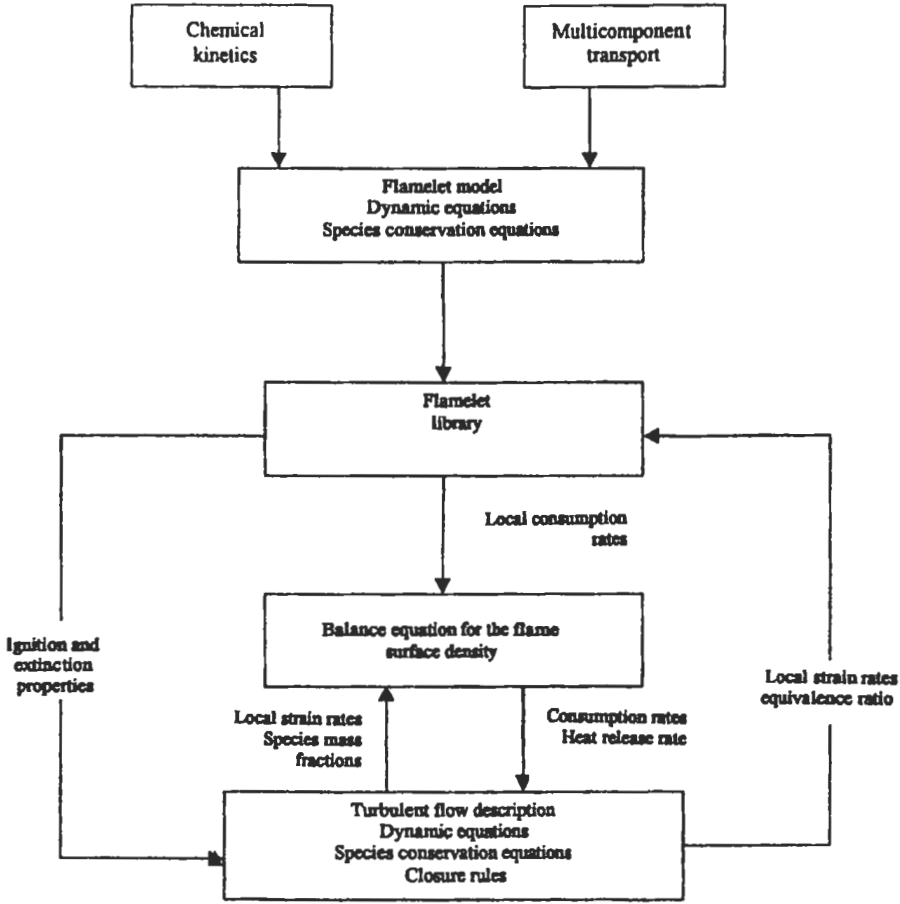 Chemical
kinetics
Multicomponent
transport
Flamelet model
Dynamic equations
Species conservation equations
Flamelet
library
Local consumption
rates
Balance equation for the flame
surface density
Ignition and
extinction
properties
Local strain rates
equivalence ratio
Local strain rates
Species mass
fractions
Consumption rates
Heat release rate
Turbulent flow description
Dynamic equations
Species conservation equations
Closure rules